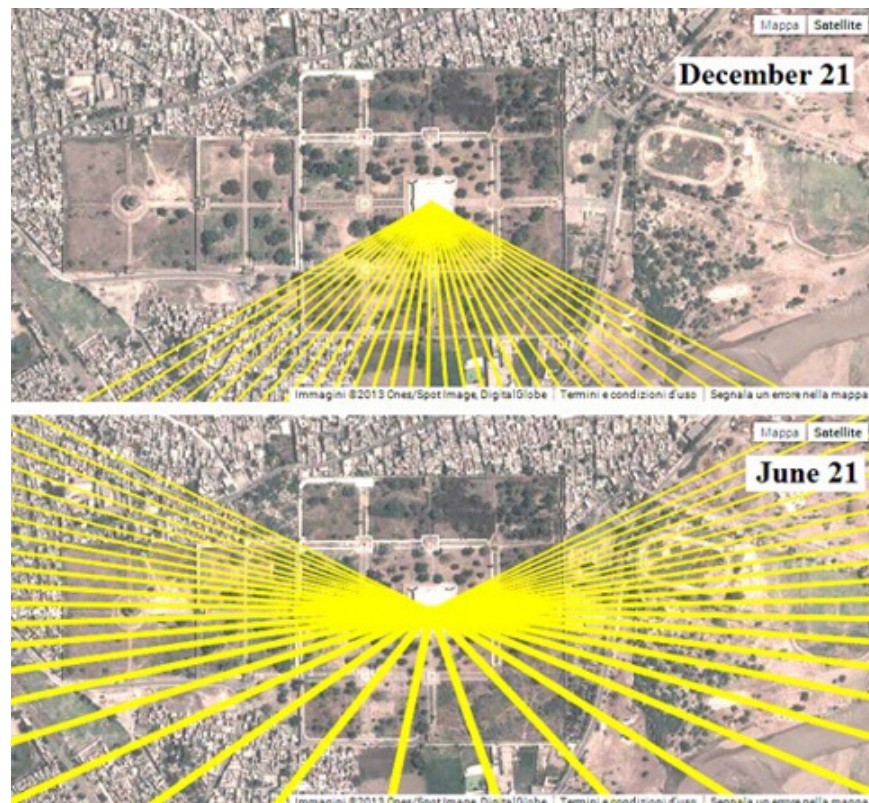 Mappa Satellite
December 21
Immagini ©2013 Cnes/Spot Image, DigitalGlobe Termini e condizioni d'uso Segnala un errore nella mappa
Mappa Satellite
June 21
Immagini ©2013 Cnes/Spot Image, DigitalGlobe Termini e condizioni d'uso Segnala un errore nella mappa